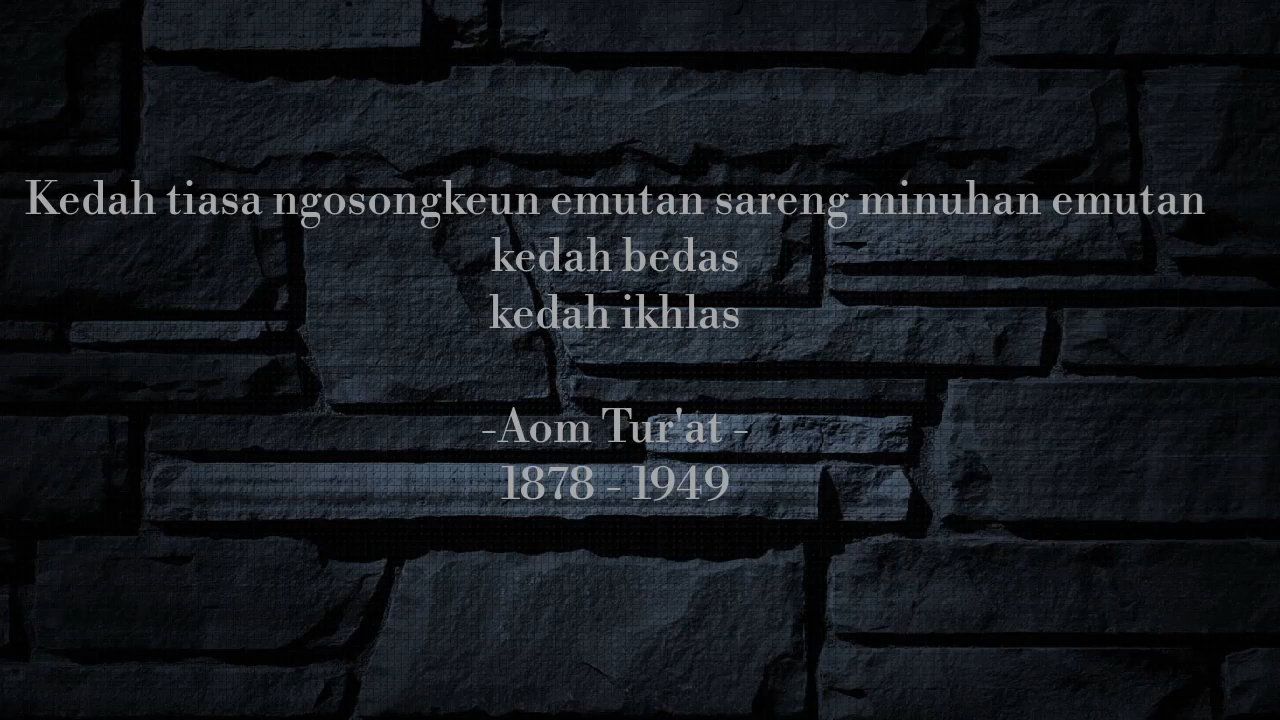 Kedah tiasa ngosongkeun emutan sareng minuhan emutan
kedah bedas
kedah ikhlas
-Aom Tur'at -
1878 - 1949